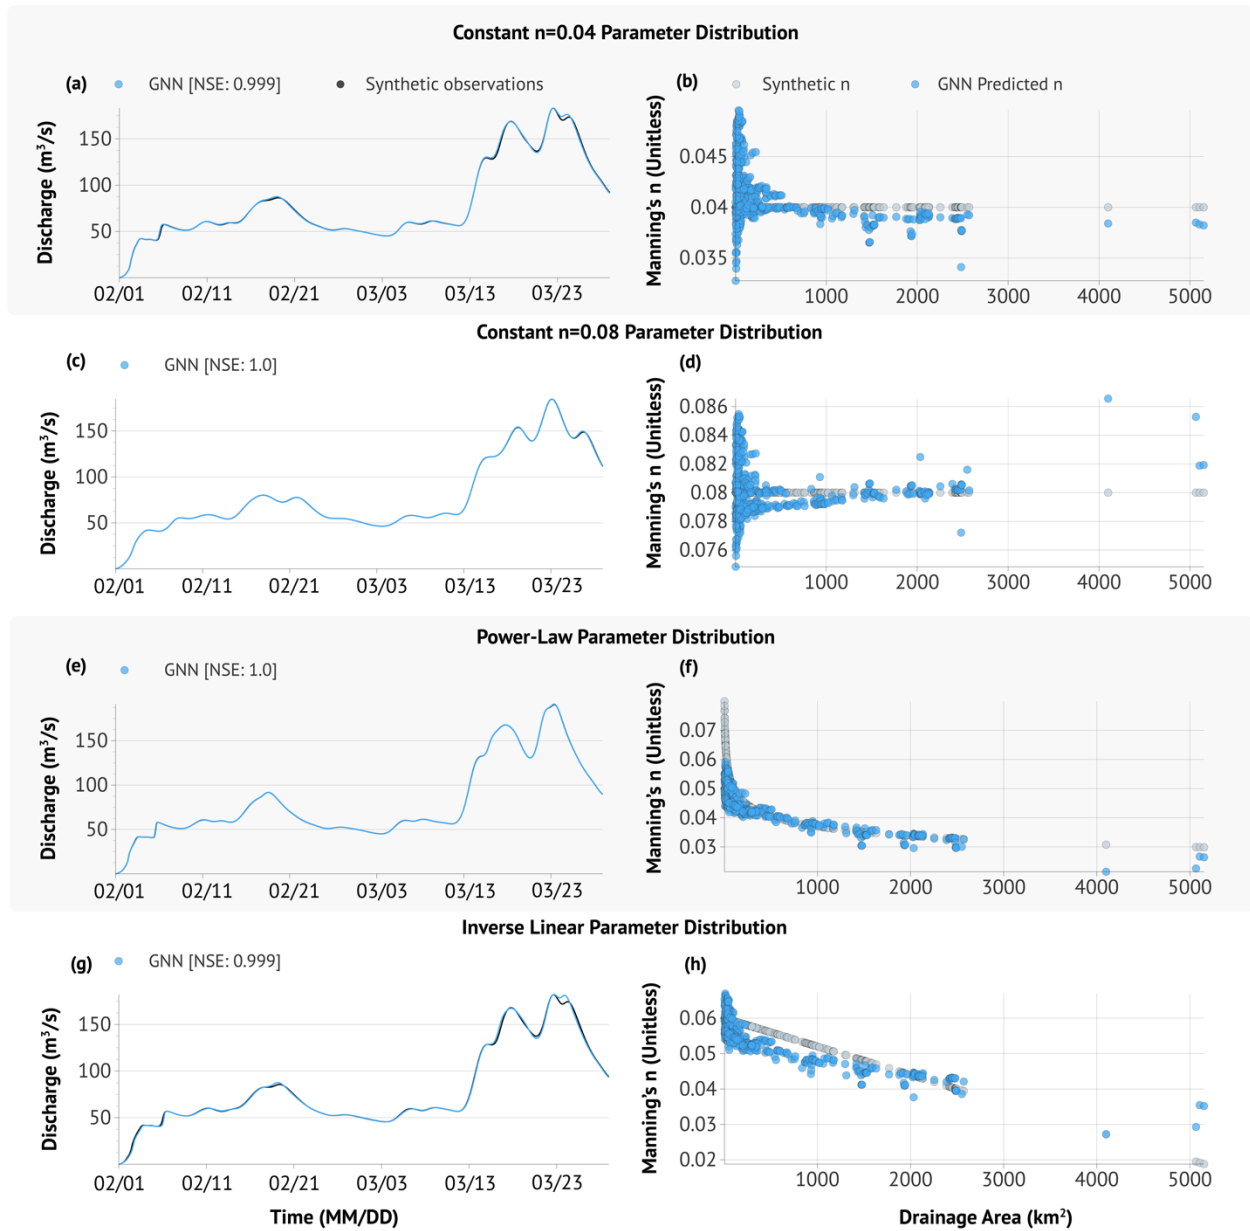 Constant n=0.04 Parameter Distribution
(a) GNN [NSE: 0.999] Synthetic observations
Discharge (m³/s)
150
100
50
02/01 02/11 02/21 03/03 03/13 03/23
(b) Synthetic n GNN Predicted n
Manning's n (Unitless)
0.045
0.04
0.035
1000 2000 3000 4000 5000
Constant n=0.08 Parameter Distribution
(c) GNN [NSE: 1.0]
Discharge (m³/s)
150
100
50
02/01 02/11 02/21 03/03 03/13 03/23
(d)
Manning's n (Unitless)
0.086
0.084
0.082
0.08
0.078
0.076
1000 2000 3000 4000 5000
Power-Law Parameter Distribution
(e) GNN [NSE: 1.0]
Discharge (m³/s)
150
100
50
02/01 02/11 02/21 03/03 03/13 03/23
(f)
Manning's n (Unitless)
0.07
0.06
0.05
0.04
0.03
1000 2000 3000 4000 5000
Inverse Linear Parameter Distribution
(g) GNN [NSE: 0.999]
Discharge (m³/s)
150
100
50
02/01 02/11 02/21 03/03 03/13 03/23
Time (MM/DD)
(h)
Manning's n (Unitless)
0.06
0.05
0.04
0.03
0.02
1000 2000 3000 4000 5000
Drainage Area (km²)